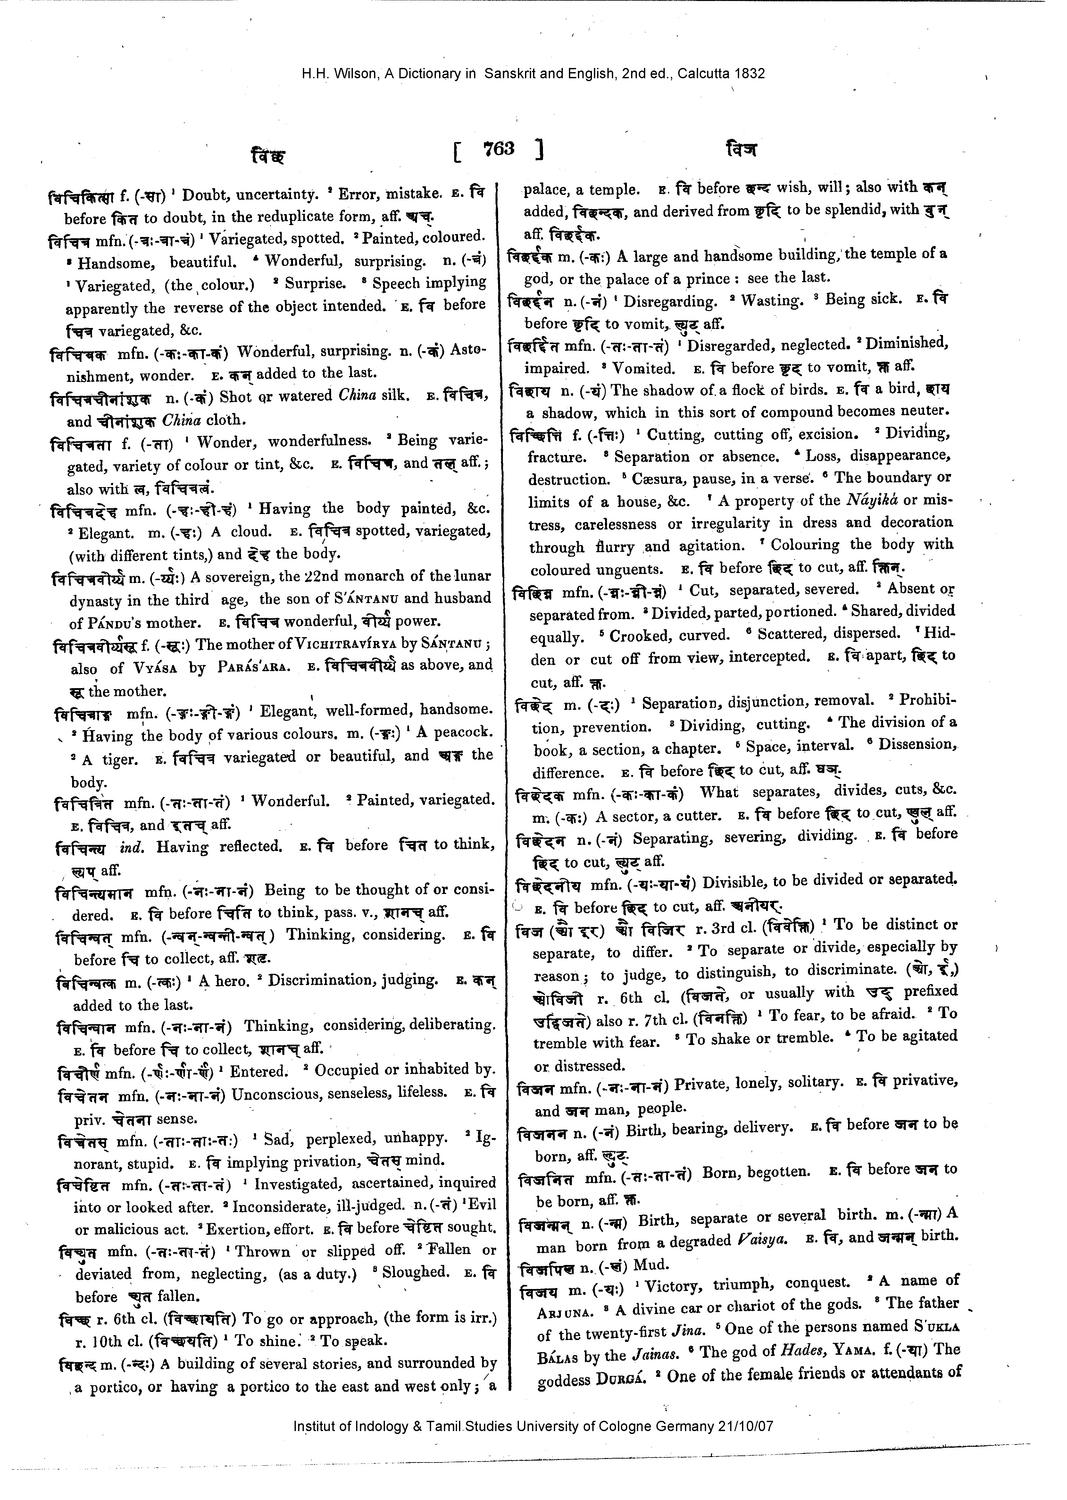 H.H. Wilson, A Dictionary in Sanskrit and English, 2nd ed., Calcutta 1832
विछ
[ 763 ]
विज
विचिकित्सा f. (-त्सा) ¹ Doubt, uncertainty. ² Error, mistake. E. वि
before कित to doubt, in the reduplicate form, aff. अच्.
विचित्र mfn. (-त्रः-त्रा-त्रं) ¹ Variegated, spotted. ² Painted, coloured.
³ Handsome, beautiful. ⁴ Wonderful, surprising. n. (-त्रं)
¹ Variegated, (the colour.) ² Surprise. ³ Speech implying
apparently the reverse of the object intended. E. वि before
चित्र variegated, &c.
विचित्रक mfn. (-कः-का-कं) Wonderful, surprising. n. (-कं) Asto-
nishment, wonder. E. कन् added to the last.
विचित्रचीनांशुक n. (-कं) Shot or watered China silk. E. विचित्र,
and चीनांशुक China cloth.
विचित्रता f. (-ता) ¹ Wonder, wonderfulness. ² Being varie-
gated, variety of colour or tint, &c. E. विचित्र, and तल् aff.;
also with त्व, विचित्रत्वं.
विचित्रदेह mfn. (-हः-हा-हं) ¹ Having the body painted, &c.
² Elegant. m. (-हः) A cloud. E. विचित्र spotted, variegated,
(with different tints,) and देह the body.
विचित्रवीर्य्य m. (-र्य्यः) A sovereign, the 22nd monarch of the lunar
dynasty in the third age, the son of S'ÁNTANU and husband
of PÁNDU's mother. E. विचित्र wonderful, वीर्य्य power.
विचित्रवीर्य्यसू f. (-सूः) The mother of VICHITRAVÍRYA by SÁNTANU;
also of VYÁSA by PARÁS'ARA. E. विचित्रवीर्य्य as above, and
सू the mother.
विचित्राङ्ग mfn. (-ङ्गः-ङ्गी-ङ्गं) ¹ Elegant, well-formed, handsome.
² Having the body of various colours. m. (-ङ्गः) ¹ A peacock.
² A tiger. E. विचित्र variegated or beautiful, and अङ्ग the
body.
विचित्रित mfn. (-तः-ता-तं) ¹ Wonderful. ² Painted, variegated.
E. विचित्र, and इतच् aff.
विचिन्त्य ind. Having reflected. E. वि before चित to think,
ल्यप् aff.
विचिन्त्यमान mfn. (-नः-ना-नं) Being to be thought of or consi-
dered. E. वि before चिति to think, pass. v., शानच् aff.
विचिन्वत् mfn. (-न्वन्-न्वन्ती-न्वत्) Thinking, considering. E. वि
before चि to collect, aff. शतृ.
विचिन्वत्क m. (-त्कः) ¹ A hero. ² Discrimination, judging. E. कन्
added to the last.
विचिन्वान mfn. (-नः-ना-नं) Thinking, considering, deliberating.
E. वि before चि to collect, शानच् aff.
विचीर्ण mfn. (-र्णः-र्णा-र्णं) ¹ Entered. ² Occupied or inhabited by.
विचेतन mfn. (-नः-ना-नं) Unconscious, senseless, lifeless. E. वि
priv. चेतना sense.
विचेतस् mfn. (-ताः-ताः-तः) ¹ Sad, perplexed, unhappy. ² Ig-
norant, stupid. E. वि implying privation, चेतस् mind.
विचेष्टित mfn. (-तः-ता-तं) ¹ Investigated, ascertained, inquired
into or looked after. ² Inconsiderate, ill-judged. n. (-तं) ¹ Evil
or malicious act. ² Exertion, effort. E. वि before चेष्टित sought.
विच्युत mfn. (-तः-ता-तं) ¹ Thrown or slipped off. ² Fallen or
deviated from, neglecting, (as a duty.) ³ Sloughed. E. वि
before च्युत fallen.
विच्छ r. 6th cl. (विच्छायति) To go or approach, (the form is irr.)
r. 10th cl. (विच्छयति) ¹ To shine. ² To speak.
विछन्द m. (-न्दः) A building of several stories, and surrounded by
a portico, or having a portico to the east and west only; a
palace, a temple. E. वि before छन्द wish, will; also with कन्
added, विछन्दक, and derived from छृदि to be splendid, with वुन्
aff. विछर्द्दक.
विछर्द्दक m. (-कः) A large and handsome building, the temple of a
god, or the palace of a prince : see the last.
विछर्द्दन n. (-नं) ¹ Disregarding. ² Wasting. ³ Being sick. E. वि
before छृदि to vomit, ल्युट् aff.
विछर्द्दित mfn. (-तः-ता-तं) ¹ Disregarded, neglected. ² Diminished,
impaired. ³ Vomited. E. वि before छृद् to vomit, क्त aff.
विछाय n. (-यं) The shadow of a flock of birds. E. वि a bird, छाय
a shadow, which in this sort of compound becomes neuter.
विच्छित्ति f. (-त्तिः) ¹ Cutting, cutting off, excision. ² Dividing,
fracture. ³ Separation or absence. ⁴ Loss, disappearance,
destruction. ⁵ Cæsura, pause, in a verse. ⁶ The boundary or
limits of a house, &c. ⁷ A property of the Náyiká or mis-
tress, carelessness or irregularity in dress and decoration
through flurry and agitation. ⁷ Colouring the body with
coloured unguents. E. वि before छिद् to cut, aff. क्तिन्.
विछिन्न mfn. (-न्नः-न्नी-न्नं) ¹ Cut, separated, severed. ² Absent or
separated from. ³ Divided, parted, portioned. ⁴ Shared, divided
equally. ⁵ Crooked, curved. ⁶ Scattered, dispersed. ⁷ Hid-
den or cut off from view, intercepted. E. वि apart, छिद् to
cut, aff. क्त.
विछेद m. (-दः) ¹ Separation, disjunction, removal. ² Prohibi-
tion, prevention. ³ Dividing, cutting. ⁴ The division of a
book, a section, a chapter. ⁵ Space, interval. ⁶ Dissension,
difference. E. वि before छिद् to cut, aff. घञ्.
विछेदक mfn. (-कः-का-कं) What separates, divides, cuts, &c.
m. (-कः) A sector, a cutter. E. वि before छिद् to cut, ण्वुल् aff.
विछेदन n. (-नं) Separating, severing, dividing. E. वि before
छिद् to cut, ल्युट् aff.
विछेदनीय mfn. (-यः-या-यं) Divisible, to be divided or separated.
E. वि before छिद् to cut, aff. अनीयर्.
विज (औ इर्) औ विजिर r. 3rd cl. (विवेक्ति) ¹ To be distinct or
separate, to differ. ² To separate or divide, especially by
reason; to judge, to distinguish, to discriminate. (ओ, ई,)
ओविजी r. 6th cl. (विजते, or usually with उद् prefixed
उद्विजते) also r. 7th cl. (विनक्ति) ¹ To fear, to be afraid. ² To
tremble with fear. ³ To shake or tremble. ⁴ To be agitated
or distressed.
विजन mfn. (-नः-ना-नं) Private, lonely, solitary. E. वि privative,
and जन man, people.
विजनन n. (-नं) Birth, bearing, delivery. E. वि before जन to be
born, aff. ल्युट्.
विजनित mfn. (-तः-ता-तं) Born, begotten. E. वि before जन to
be born, aff. क्त.
विजन्मन् n. (-न्म) Birth, separate or several birth. m. (-न्मा) A
man born from a degraded Vaisya. E. वि, and जन्मन् birth.
विजपिल n. (-लं) Mud.
विजय m. (-यः) ¹ Victory, triumph, conquest. ² A name of
ARJUNA. ³ A divine car or chariot of the gods. ³ The father
of the twenty-first Jina. ⁵ One of the persons named S'UKLA
BÁLAS by the Jainas. ⁶ The god of Hades, YAMA. f. (-या) The
goddess DURGÁ. ² One of the female friends or attendants of
Institut of Indology & Tamil Studies University of Cologne Germany 21/10/07